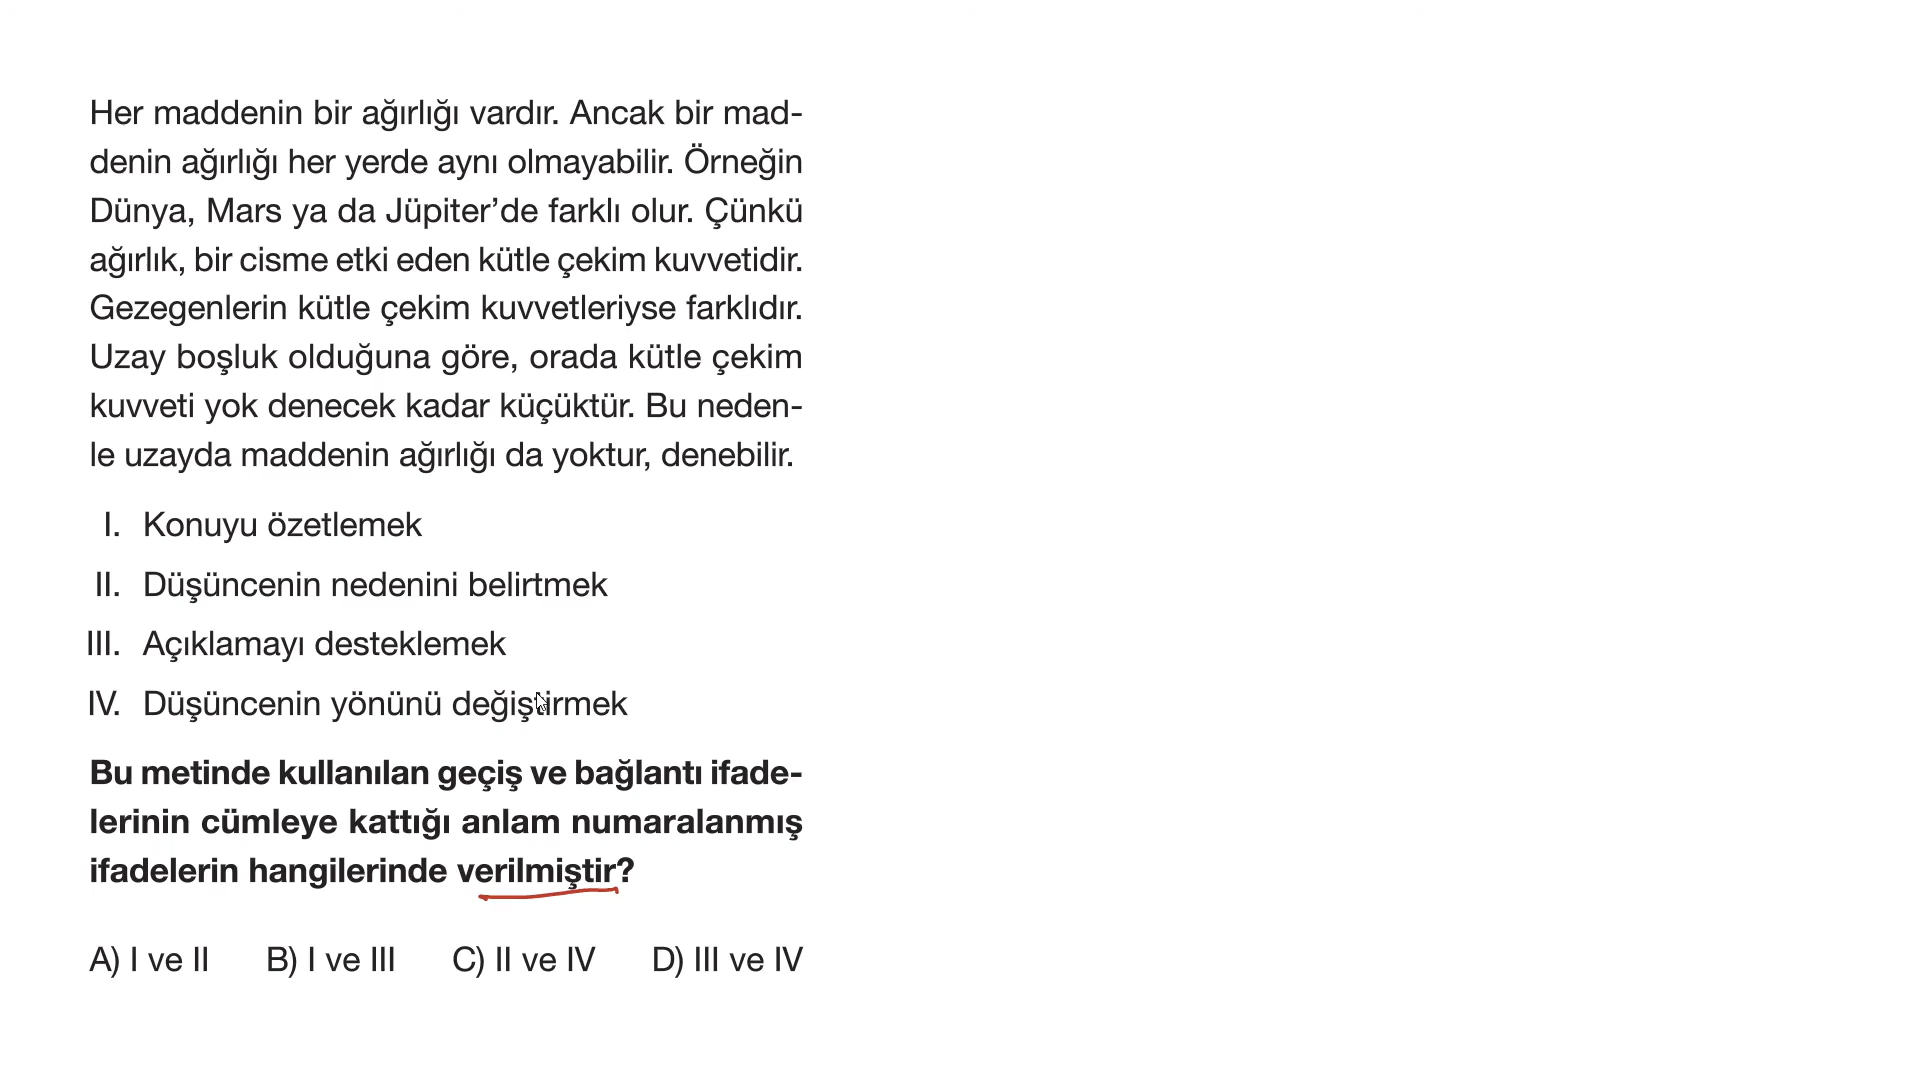 Her maddenin bir ağırlığı vardır. Ancak bir mad-
denin ağırlığı her yerde aynı olmayabilir. Örneğin
Dünya, Mars ya da Jüpiter’de farklı olur. Çünkü
ağırlık, bir cisme etki eden kütle çekim kuvvetidir.
Gezegenlerin kütle çekim kuvvetleriyse farklıdır.
Uzay boşluk olduğuna göre, orada kütle çekim
kuvveti yok denecek kadar küçüktür. Bu neden-
le uzayda maddenin ağırlığı da yoktur, denebilir.
I. Konuyu özetlemek
II. Düşüncenin nedenini belirtmek
III. Açıklamayı desteklemek
IV. Düşüncenin yönünü değiştirmek
Bu metinde kullanılan geçiş ve bağlantı ifade-
lerinin cümleye kattığı anlam numaralanmış
ifadelerin hangilerinde verilmiştir?
A) I ve II B) I ve III C) II ve IV D) III ve IV